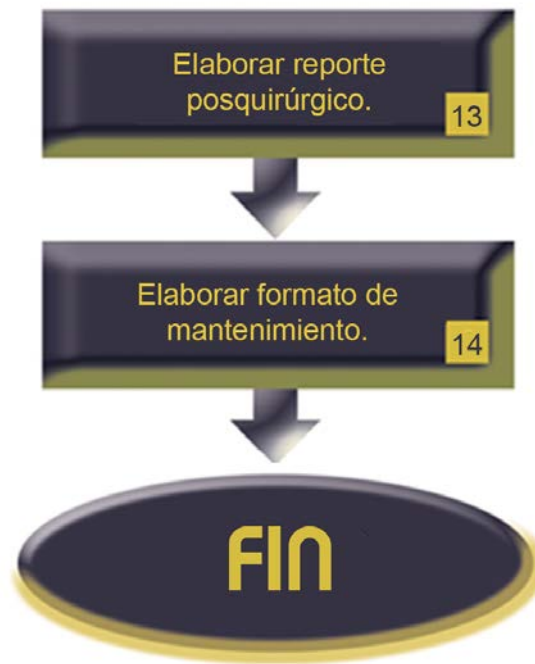 Elaborar reporte
posquirúrgico.
13
Elaborar formato de
mantenimiento.
14
FIN